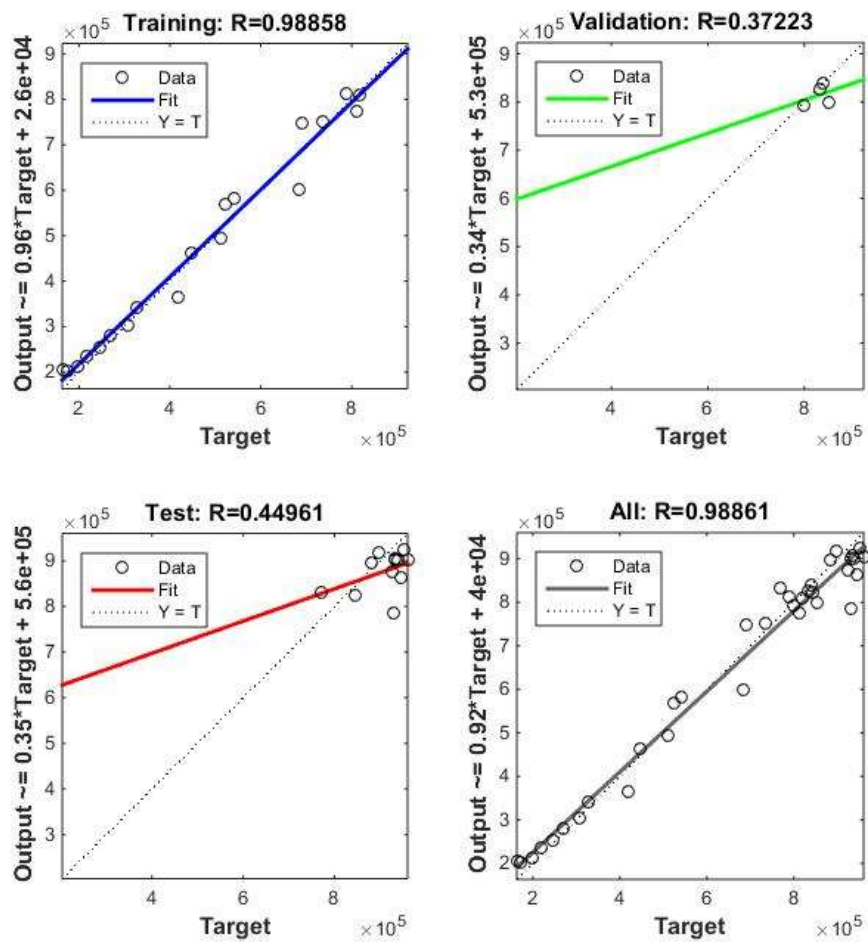 Training: R=0.98858
× 10^5
9
8
7
6
5
4
3
2
Output ~= 0.96*Target + 2.6e+04
Data
Fit
Y = T
2 4 6 8
Target
× 10^5
Validation: R=0.37223
× 10^5
9
8
7
6
5
4
3
Output ~= 0.34*Target + 5.3e+05
Data
Fit
Y = T
4 6 8
Target
× 10^5
Test: R=0.44961
× 10^5
9
8
7
6
5
4
3
Output ~= 0.35*Target + 5.6e+05
Data
Fit
Y = T
4 6 8
Target
× 10^5
All: R=0.98861
× 10^5
9
8
7
6
5
4
3
2
Output ~= 0.92*Target + 4e+04
Data
Fit
Y = T
2 4 6 8
Target
× 10^5